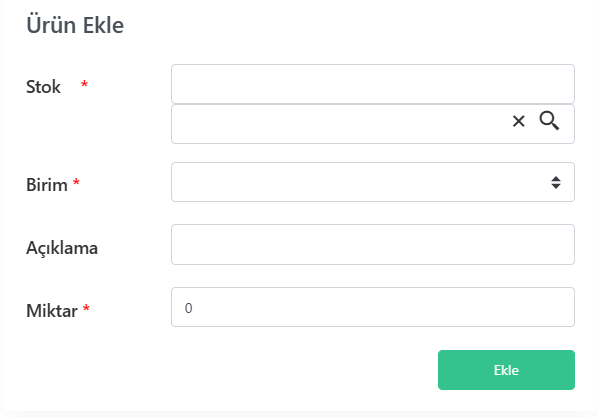 Ürün Ekle
Stok *
Birim *
Açıklama
Miktar * 0
Ekle